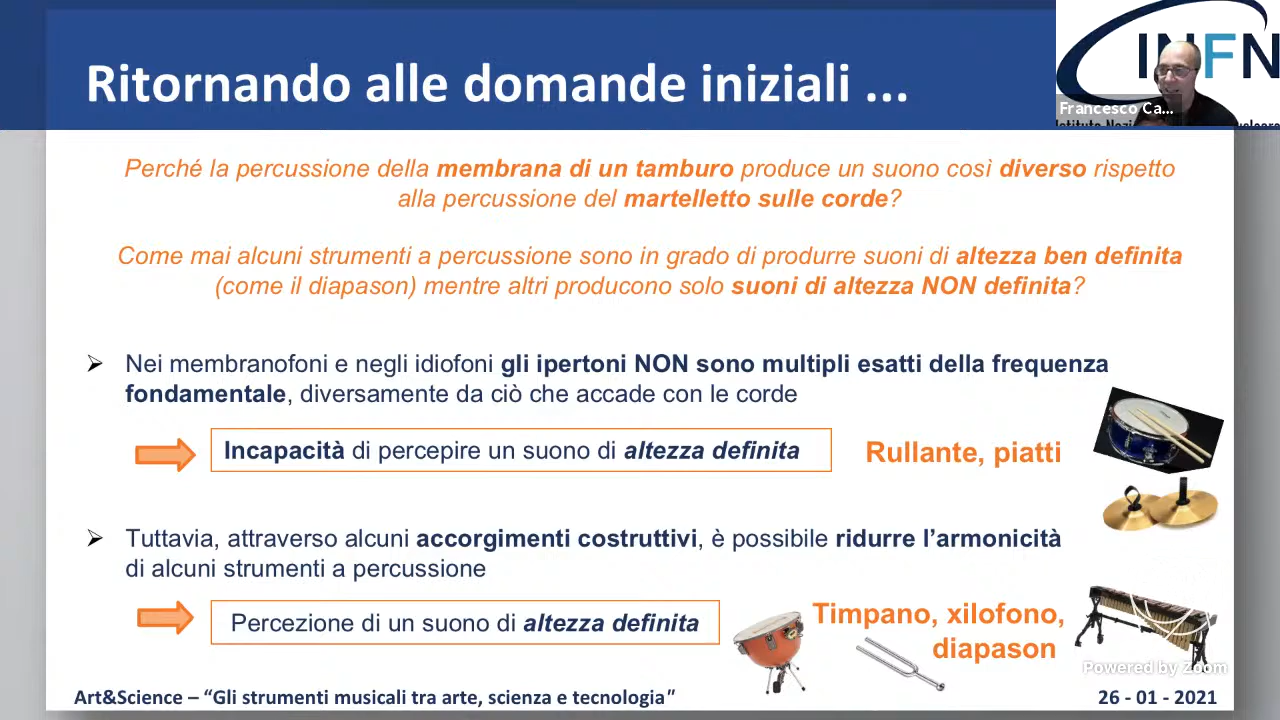 Ritornando alle domande iniziali ...
INFN
Francesco Ca...
Perché la percussione della membrana di un tamburo produce un suono così diverso rispetto
alla percussione del martelletto sulle corde?
Come mai alcuni strumenti a percussione sono in grado di produrre suoni di altezza ben definita
(come il diapason) mentre altri producono solo suoni di altezza NON definita?
Nei membranofoni e negli idiofoni gli ipertoni NON sono multipli esatti della frequenza
fondamentale, diversamente da ciò che accade con le corde
Incapacità di percepire un suono di altezza definita
Rullante, piatti
Tuttavia, attraverso alcuni accorgimenti costruttivi, è possibile ridurre l'armonicità
di alcuni strumenti a percussione
Percezione di un suono di altezza definita
Timpano, xilofono,
diapason
Powered by Zoom
Art&Science – “Gli strumenti musicali tra arte, scienza e tecnologia"
26 - 01 - 2021